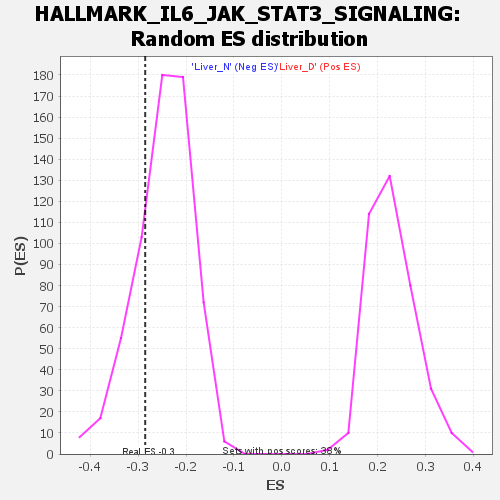 HALLMARK_IL6_JAK_STAT3_SIGNALING:
Random ES distribution
'Liver_N' (Neg ES) 'Liver_D' (Pos ES)
180
170
160
150
140
130
120
110
100
90
80
70
60
50
40
30
20
10
0
P(ES)
Real ES -0.3
Sets with pos scores: 38%
-0.4 -0.3 -0.2 -0.1 0.0 0.1 0.2 0.3 0.4
ES